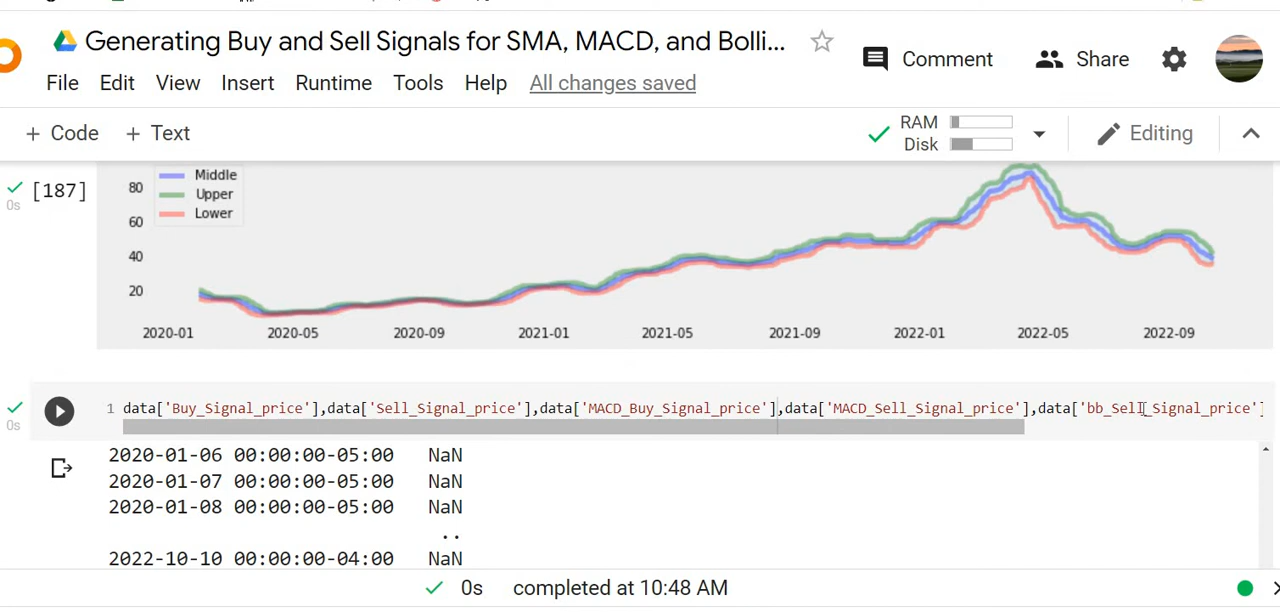 Generating Buy and Sell Signals for SMA, MACD, and Bolli...
Comment
Share
File Edit View Insert Runtime Tools Help All changes saved
+ Code + Text
RAM
Disk
Editing
[187]
0s
Middle
Upper
Lower
80
60
40
20
2020-01 2020-05 2020-09 2021-01 2021-05 2021-09 2022-01 2022-05 2022-09
0s
1 data['Buy_Signal_price'],data['Sell_Signal_price'],data['MACD_Buy_Signal_price'],data['MACD_Sell_Signal_price'],data['bb_Sell_Signal_price']
2020-01-06 00:00:00-05:00 NaN
2020-01-07 00:00:00-05:00 NaN
2020-01-08 00:00:00-05:00 NaN
..
2022-10-10 00:00:00-04:00 NaN
0s completed at 10:48 AM